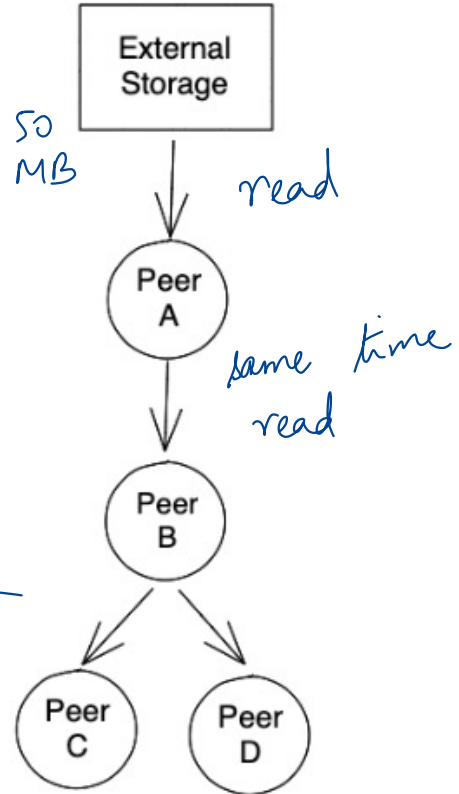 External
Storage
50
MB
read
Peer
A
same time
read
Peer
B
Peer
C
Peer
D